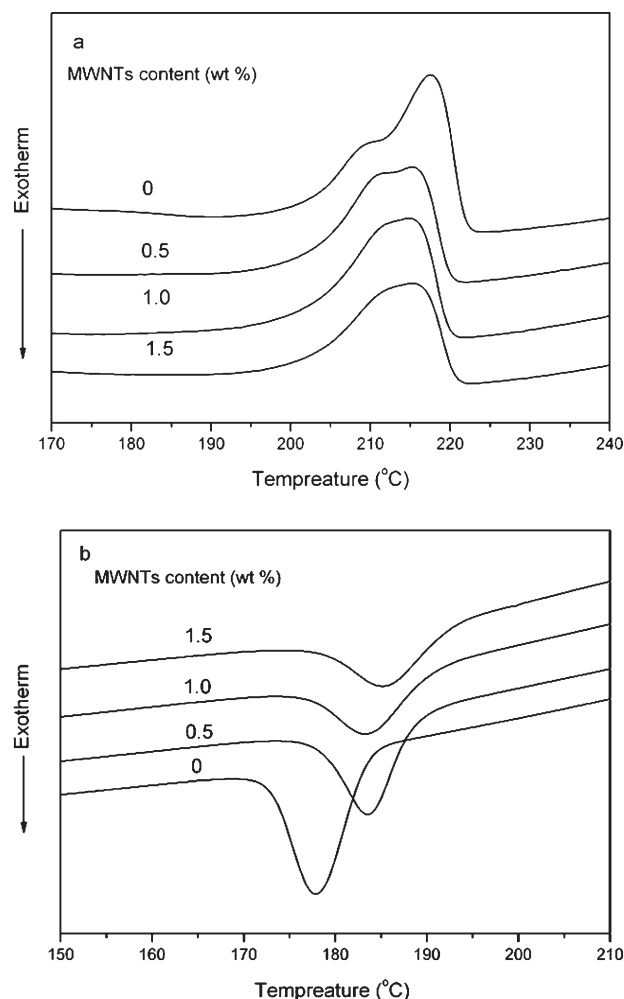 a
MWNTs content (wt %)
0
0.5
1.0
1.5
Exotherm
170 180 190 200 210 220 230 240
Tempreature (°C)
b
MWNTs content (wt %)
1.5
1.0
0.5
0
Exotherm
150 160 170 180 190 200 210
Tempreature (°C)